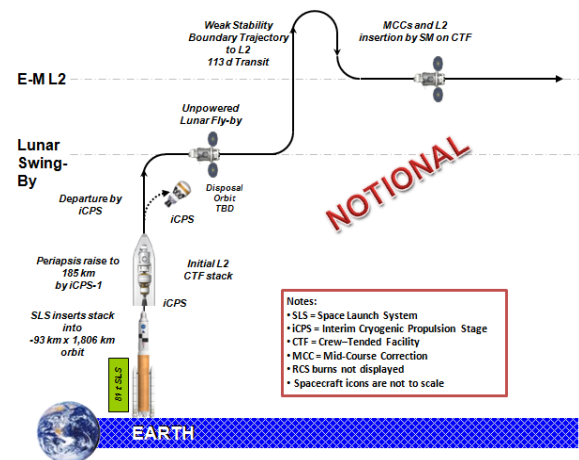 Weak Stability
Boundary Trajectory
to L2
113 d Transit
MCCs and L2
insertion by SM on CTF
E-M L2
Unpowered
Lunar Fly-by
Lunar
Swing-
By
NOTIONAL
Departure by
iCPS
iCPS
Disposal
Orbit
TBD
Periapsis raise to
185 km
by iCPS-1
Initial L2
CTF stack
iCPS
SLS inserts stack
into
-93 km x 1,806 km
orbit
81 t SLS
Notes:
• SLS = Space Launch System
• iCPS = Interim Cryogenic Propulsion Stage
• CTF = Crew–Tended Facility
• MCC = Mid-Course Correction
• RCS burns not displayed
• Spacecraft icons are not to scale
EARTH